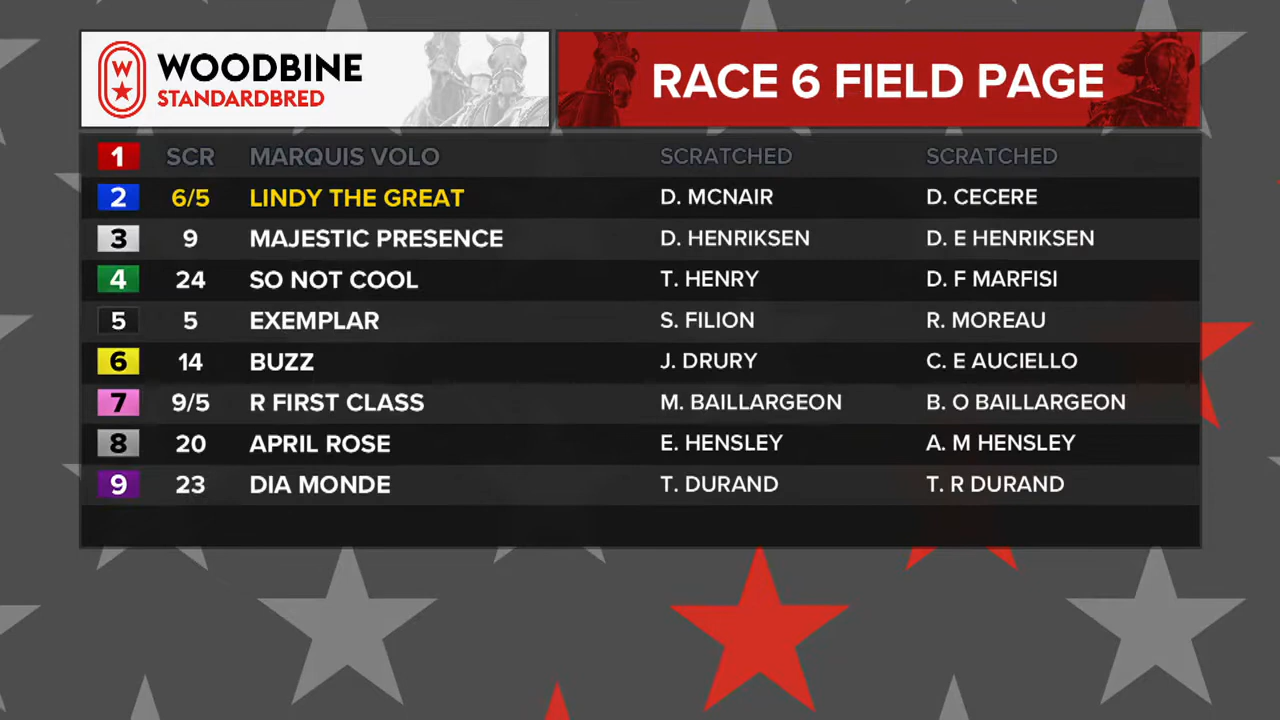 W
WOODBINE
STANDARDBRED
RACE 6 FIELD PAGE
1 SCR MARQUIS VOLO SCRATCHED SCRATCHED
2 6/5 LINDY THE GREAT D. MCNAIR D. CECERE
3 9 MAJESTIC PRESENCE D. HENRIKSEN D. E HENRIKSEN
4 24 SO NOT COOL T. HENRY D. F MARFISI
5 5 EXEMPLAR S. FILION R. MOREAU
6 14 BUZZ J. DRURY C. E AUCIELLO
7 9/5 R FIRST CLASS M. BAILLARGEON B. O BAILLARGEON
8 20 APRIL ROSE E. HENSLEY A. M HENSLEY
9 23 DIA MONDE T. DURAND T. R DURAND